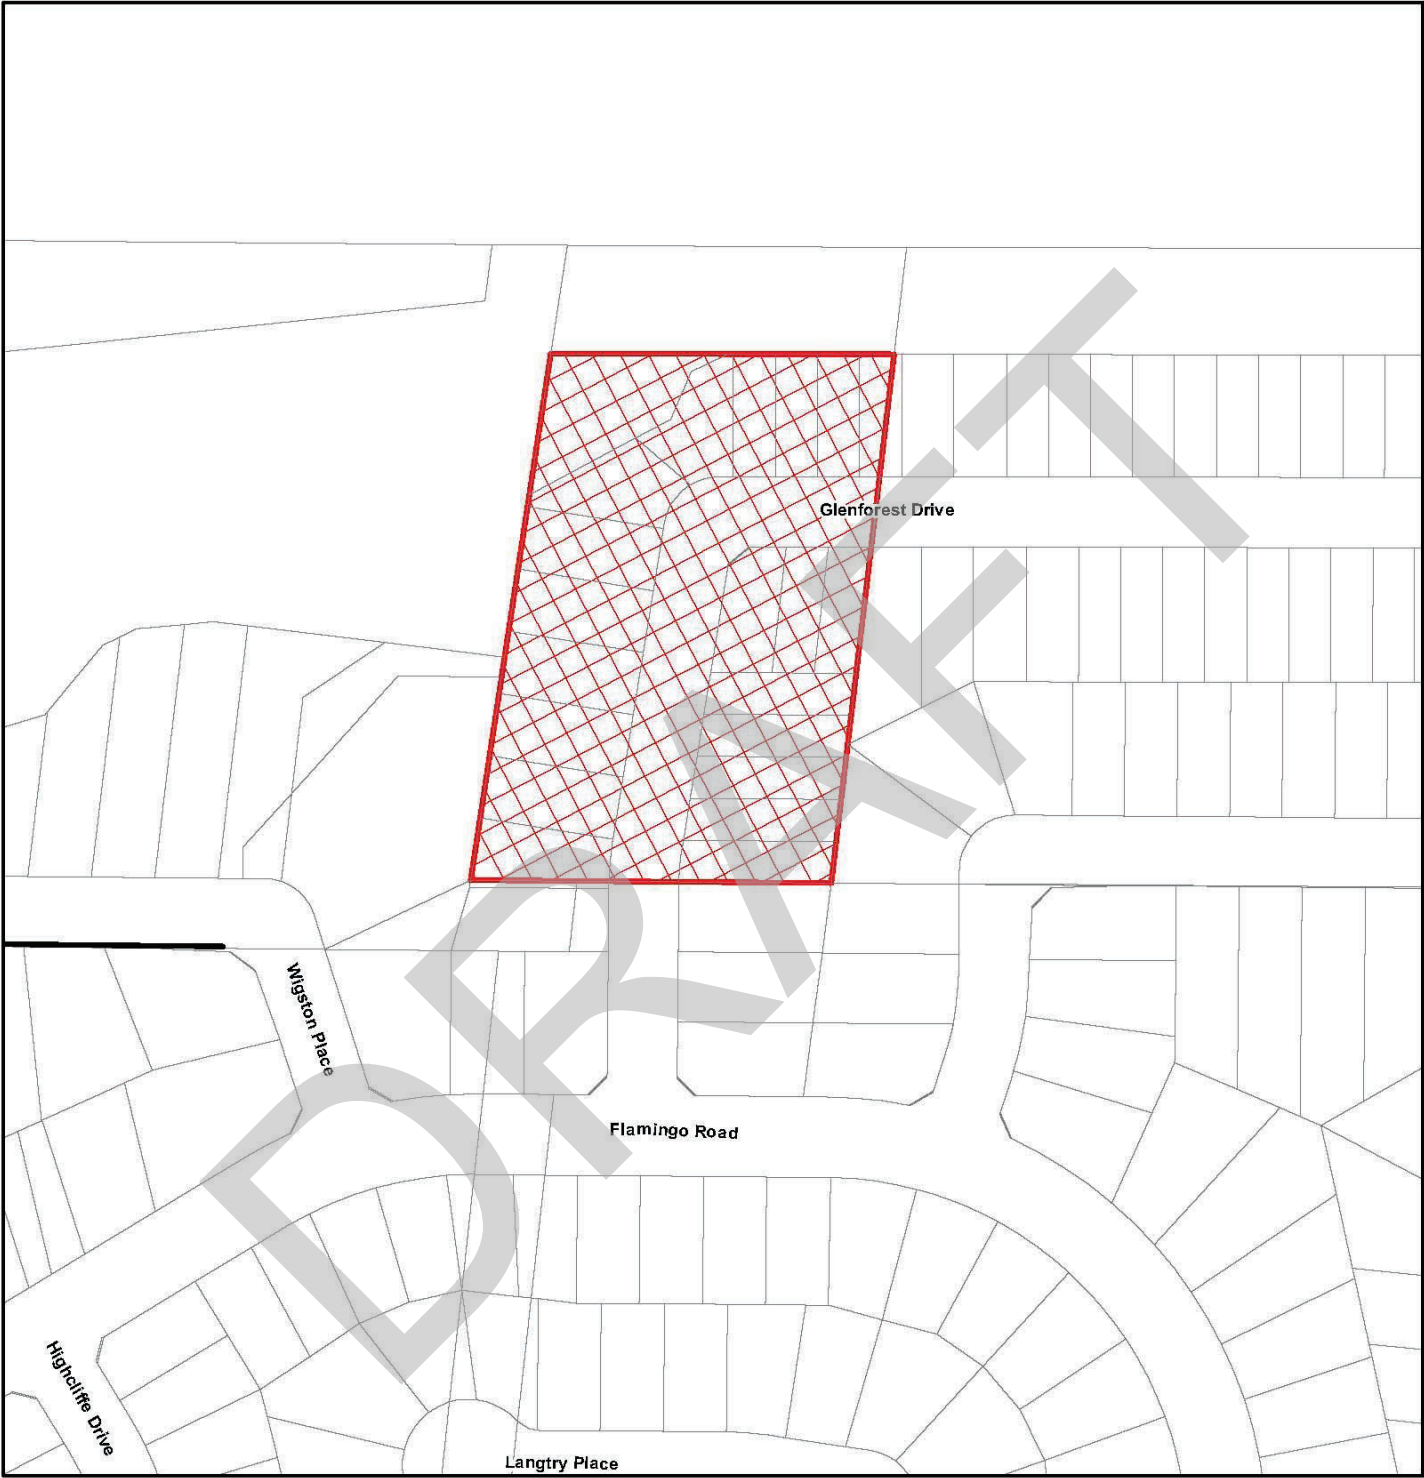 Glenforest Drive
DRAFT
Wigston Place
Flamingo Road
Highcliffe Drive
Langtry Place